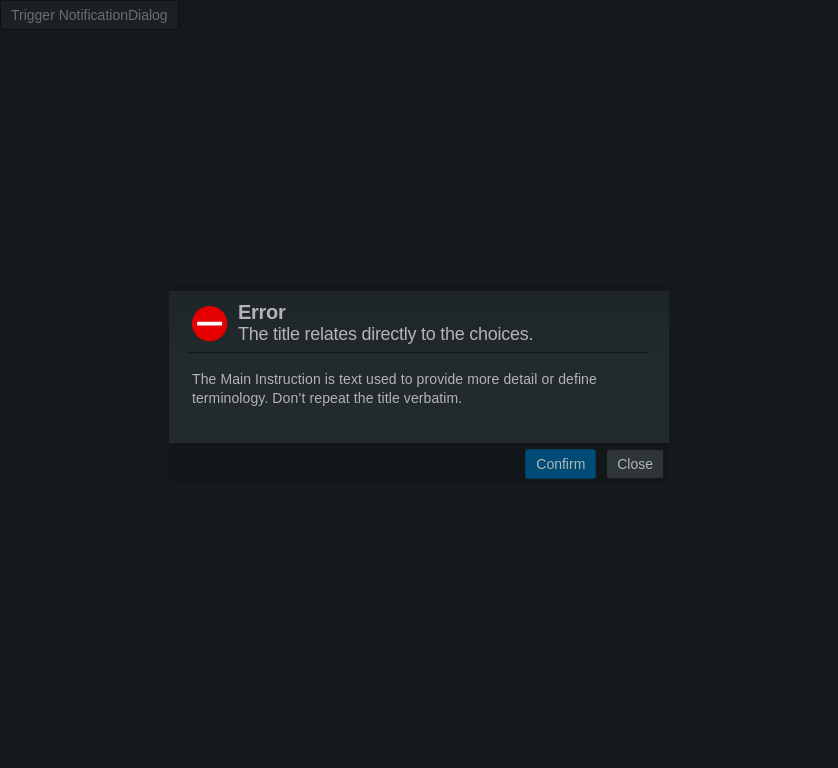 Trigger NotificationDialog
Error
The title relates directly to the choices.
The Main Instruction is text used to provide more detail or define
terminology. Don’t repeat the title verbatim.
Confirm Close